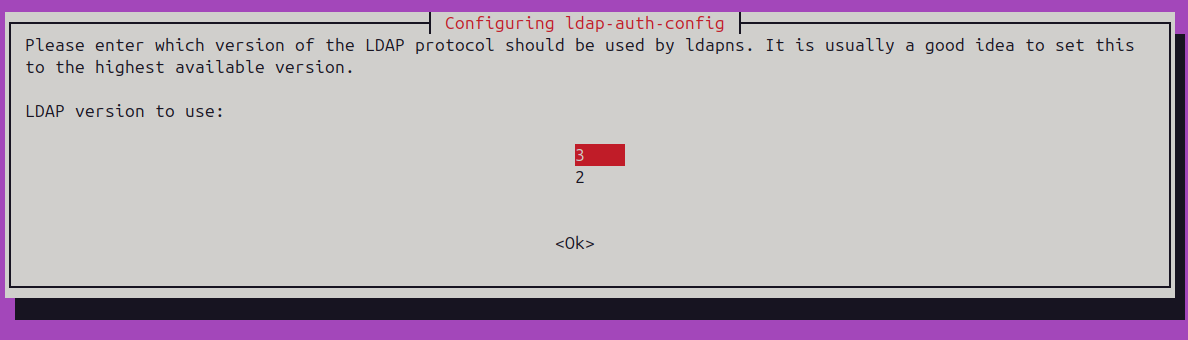 Configuring ldap-auth-config
Please enter which version of the LDAP protocol should be used by ldapns. It is usually a good idea to set this
to the highest available version.
LDAP version to use:
3
2
<Ok>